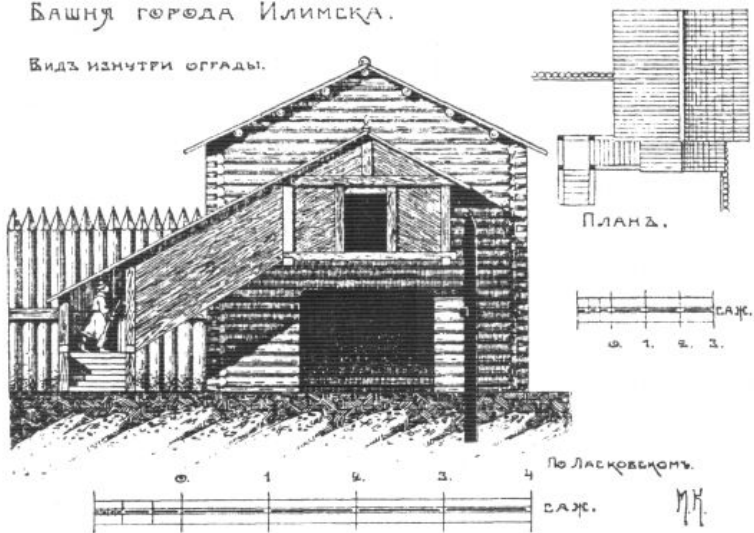 Башня города Илимска.
Видъ изнутри ограды.
Планъ.
саж.
0. 1. 2. 3.
По Ласковскомъ.
0. 1 2. 3. 4
саж.
М.К.